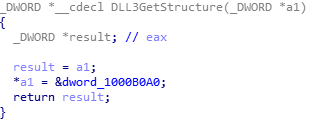 _DWORD *__cdecl DLL3GetStructure(_DWORD *a1)
{
  _DWORD *result; // eax

  result = a1;
  *a1 = &dword_1000B0A0;
  return result;
}